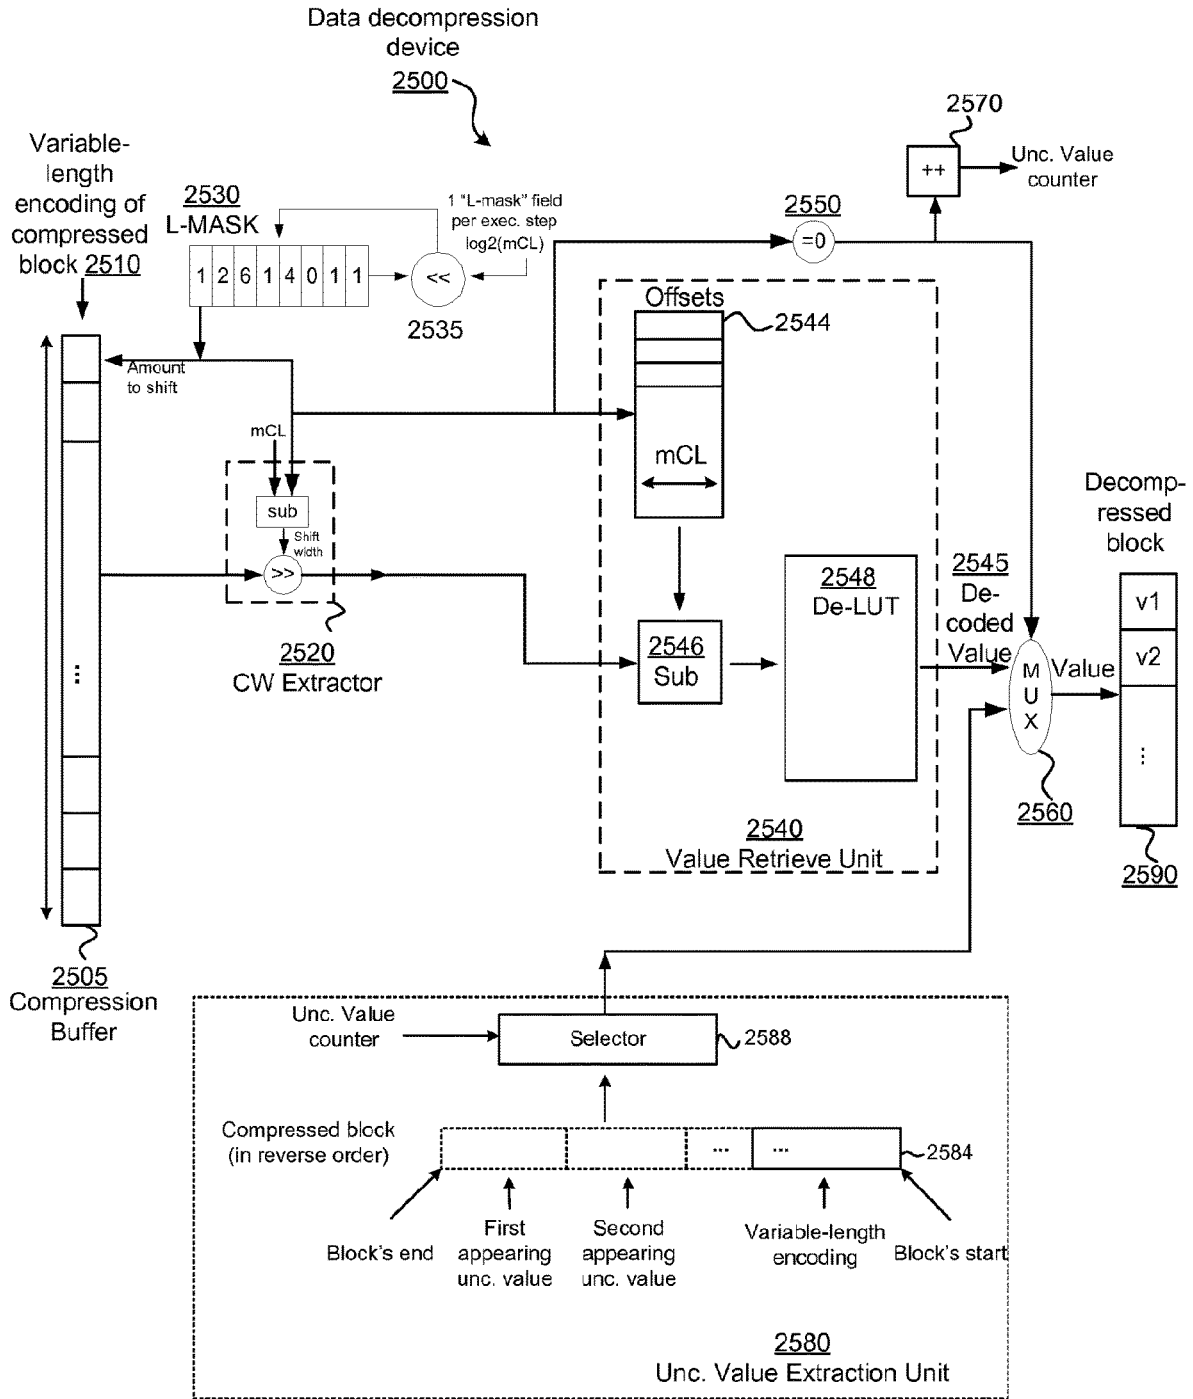 Data decompression
device
2500
2570
++
Unc. Value
counter
Variable-
length
encoding of
compressed
block 2510
2530
L-MASK
1 "L-mask" field
per exec. step
log2(mCL)
2550
=0
1 2 6 1 4 0 1 1
<<
2535
Offsets
2544
Amount
to shift
mCL
mCL
sub
Shift
width
>>
2520
CW Extractor
2546
Sub
2548
De-LUT
2545
De-
coded
Value
M
U
X
Value
2560
Decomp-
ressed
block
v1
v2
...
2590
2540
Value Retrieve Unit
...
2505
Compression
Buffer
Unc. Value
counter
Selector
2588
Compressed block
(in reverse order)
... ...
2584
Block's end
First
appearing
unc. value
Second
appearing
unc. value
Variable-length
encoding
Block's start
2580
Unc. Value Extraction Unit